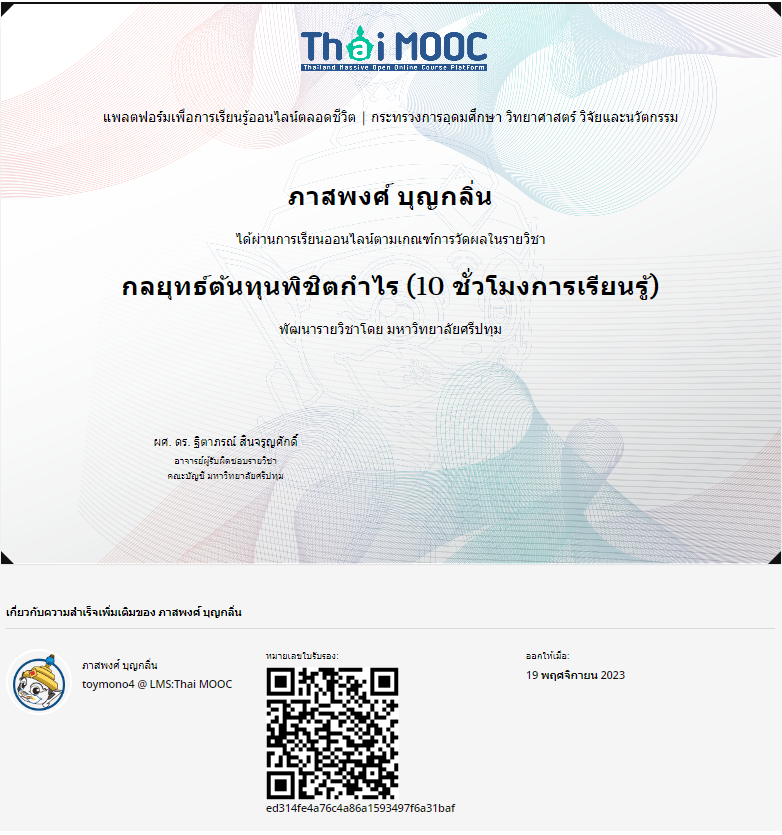 Thai MOOC
Thailand Massive Open Online Course Platform
แพลตฟอร์มเพื่อการเรียนรู้ออนไลน์ตลอดชีวิต | กระทรวงการอุดมศึกษา วิทยาศาสตร์ วิจัยและนวัตกรรม
ภาสพงศ์ บุญกลิ่น
ได้ผ่านการเรียนออนไลน์ตามเกณฑ์การวัดผลในรายวิชา
กลยุทธ์ต้นทุนพิชิตกำไร (10 ชั่วโมงการเรียนรู้)
พัฒนารายวิชาโดย มหาวิทยาลัยศรีปทุม
ผศ. ดร. ฐิตาภรณ์ สินจรูญศักดิ์
อาจารย์ผู้รับผิดชอบรายวิชา
คณะบัญชี มหาวิทยาลัยศรีปทุม
เกี่ยวกับความสำเร็จเพิ่มเติมของ ภาสพงศ์ บุญกลิ่น
ภาสพงศ์ บุญกลิ่น
toymono4 @ LMS:Thai MOOC
หมายเลขใบรับรอง:
ed314fe4a76c4a86a1593497f6a31baf
ออกให้เมื่อ:
19 พฤศจิกายน 2023